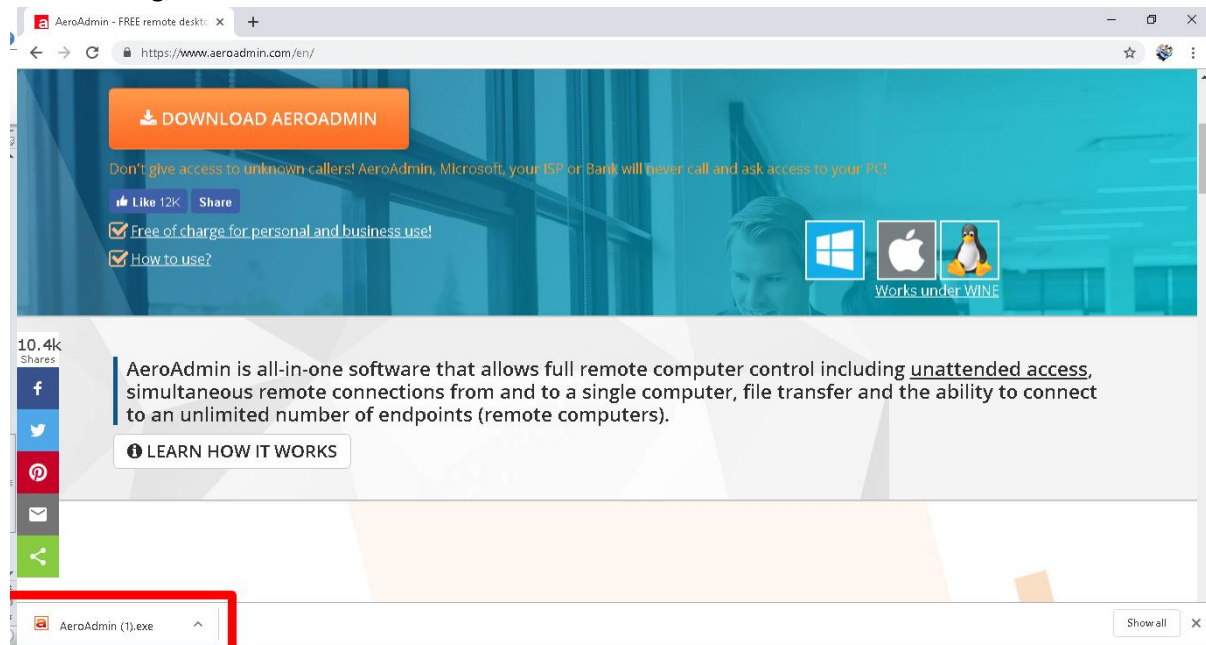 AeroAdmin - FREE remote deskto
https://www.aeroadmin.com/en/
DOWNLOAD AEROADMIN
Don't give access to unknown callers! AeroAdmin, Microsoft, your ISP or Bank will never call and ask access to your PC!
Like 12K Share
Free of charge for personal and business use!
How to use?
Works under WINE
10.4k
Shares
AeroAdmin is all-in-one software that allows full remote computer control including unattended access,
simultaneous remote connections from and to a single computer, file transfer and the ability to connect
to an unlimited number of endpoints (remote computers).
LEARN HOW IT WORKS
AeroAdmin (1).exe
Show all